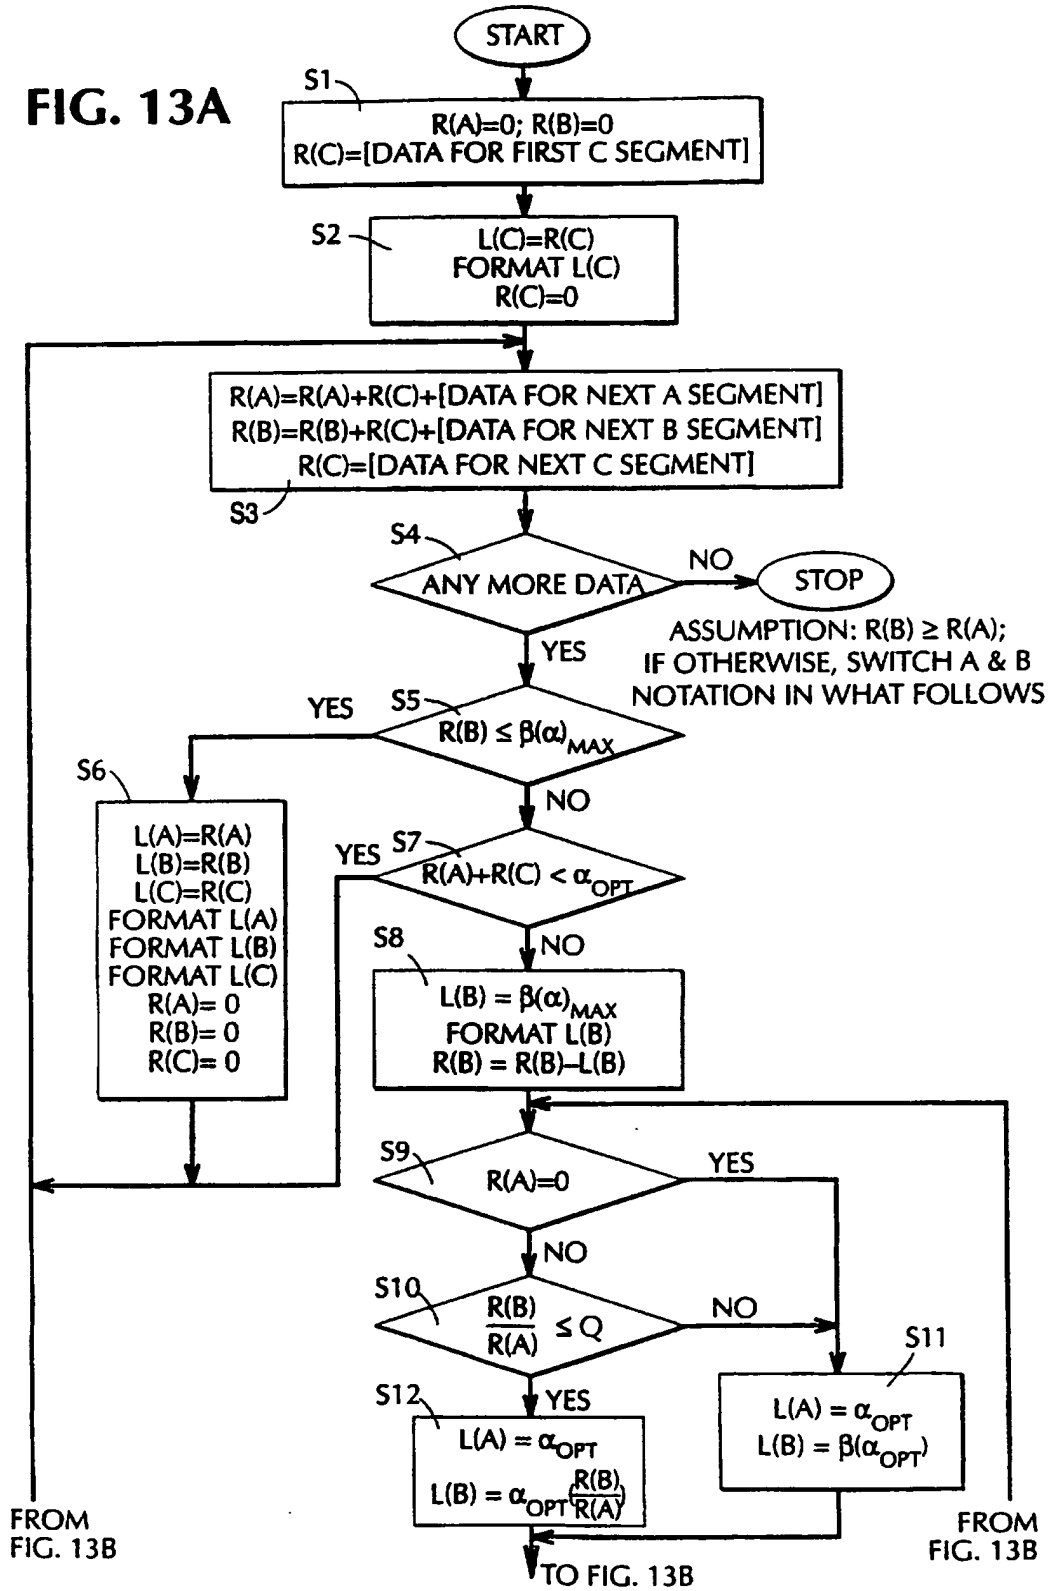 START
FIG. 13A
S1
R(A)=0; R(B)=0
R(C)=[DATA FOR FIRST C SEGMENT]
S2
L(C)=R(C)
FORMAT L(C)
R(C)=0
R(A)=R(A)+R(C)+[DATA FOR NEXT A SEGMENT]
R(B)=R(B)+R(C)+[DATA FOR NEXT B SEGMENT]
R(C)=[DATA FOR NEXT C SEGMENT]
S3
S4
ANY MORE DATA
NO
STOP
YES
ASSUMPTION: R(B) ≥ R(A);
IF OTHERWISE, SWITCH A & B
NOTATION IN WHAT FOLLOWS
S5
R(B) ≤ β(α)MAX
YES
NO
S6
L(A)=R(A)
L(B)=R(B)
L(C)=R(C)
FORMAT L(A)
FORMAT L(B)
FORMAT L(C)
R(A)= 0
R(B)= 0
R(C)= 0
S7
R(A)+R(C) < αOPT
YES
NO
S8
L(B) = β(α)MAX
FORMAT L(B)
R(B) = R(B)–L(B)
S9
R(A)=0
YES
NO
S10
R(B)
R(A) ≤ Q
NO
YES
S11
L(A) = αOPT
L(B) = β(αOPT)
S12
L(A) = αOPT
L(B) = αOPT(R(B)/R(A))
FROM
FIG. 13B
FROM
FIG. 13B
TO FIG. 13B